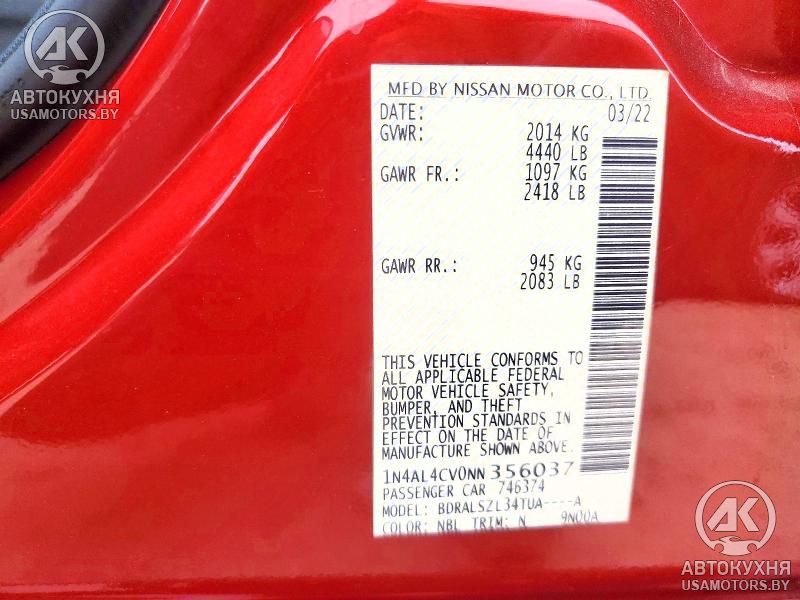 AK
АВТОКУХНЯ
USAMOTORS.BY
MFD BY NISSAN MOTOR CO., LTD.
DATE: 03/22
GVWR: 2014 KG
4440 LB
GAWR FR.: 1097 KG
2418 LB
GAWR RR.: 945 KG
2083 LB
THIS VEHICLE CONFORMS TO
ALL APPLICABLE FEDERAL
MOTOR VEHICLE SAFETY,
BUMPER, AND THEFT
PREVENTION STANDARDS IN
EFFECT ON THE DATE OF
MANUFACTURE SHOWN ABOVE.
1N4AL4CV0NN356037
PASSENGER CAR 746374
MODEL: BDRALSZL34TUA----A
COLOR: NBL TRIM: N 9N00A
AK
АВТОКУХНЯ
USAMOTORS.BY